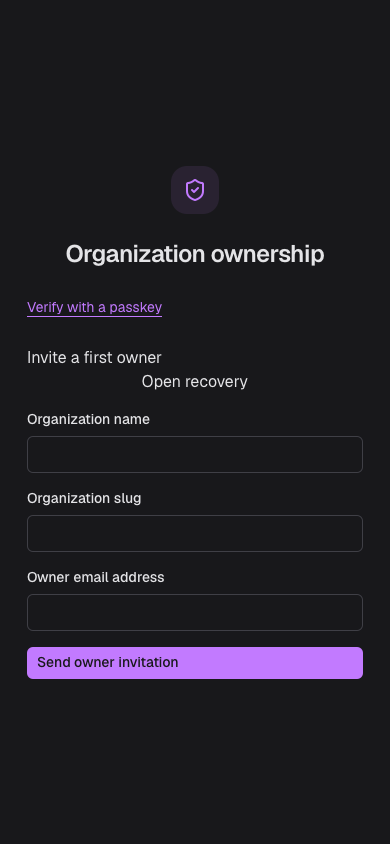 Organization ownership
Verify with a passkey
Invite a first owner
Open recovery
Organization name
Organization slug
Owner email address
Send owner invitation